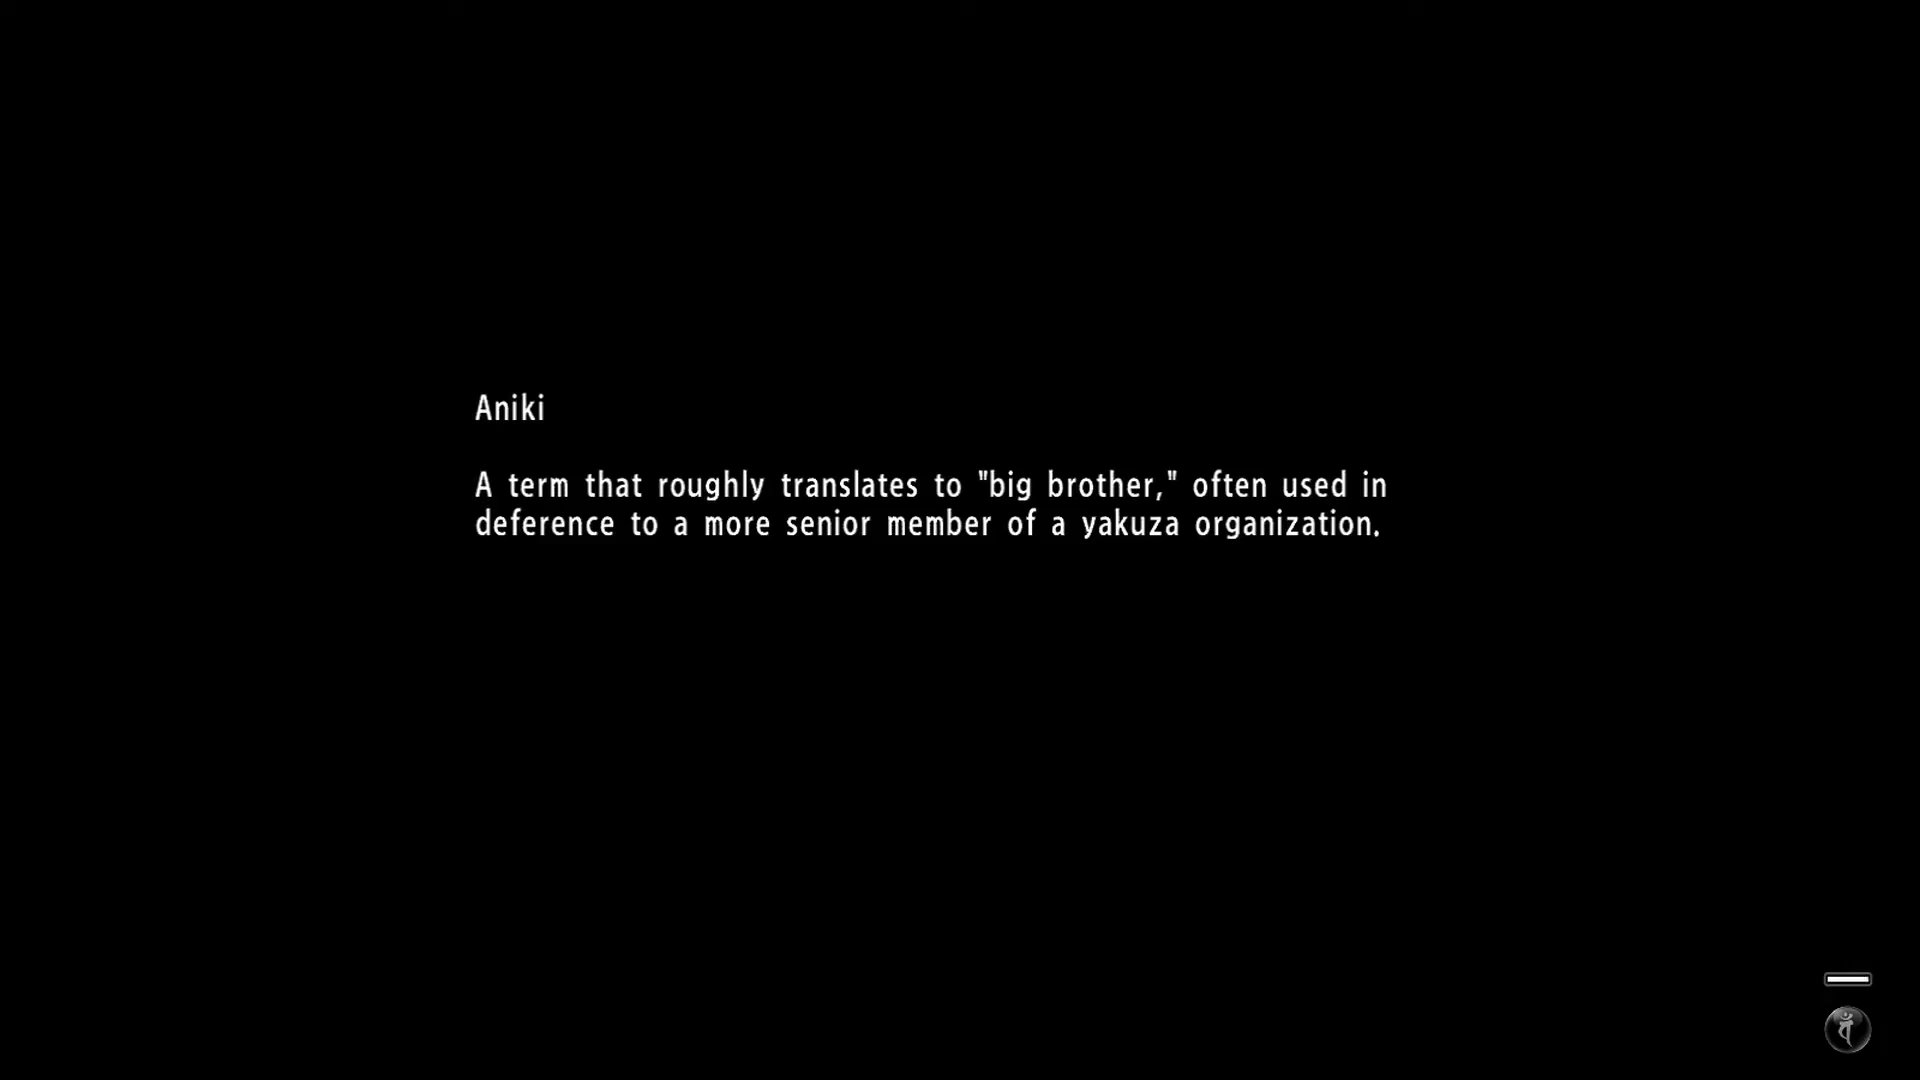 Aniki
A term that roughly translates to "big brother," often used in
deference to a more senior member of a yakuza organization.